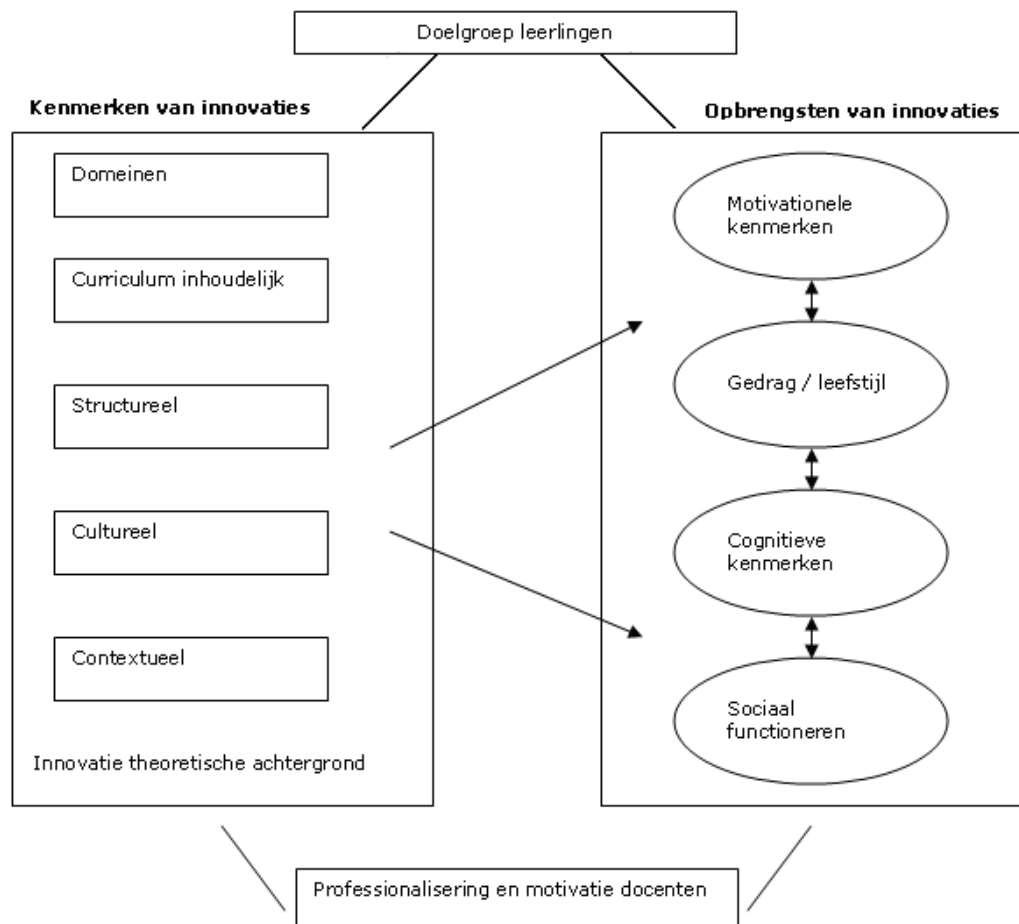 Doelgroep leerlingen
Kenmerken van innovaties
Opbrengsten van innovaties
Domeinen
Curriculum inhoudelijk
Structureel
Cultureel
Contextueel
Innovatie theoretische achtergrond
Motivationele
kenmerken
Gedrag / leefstijl
Cognitieve
kenmerken
Sociaal
functioneren
Professionalisering en motivatie docenten